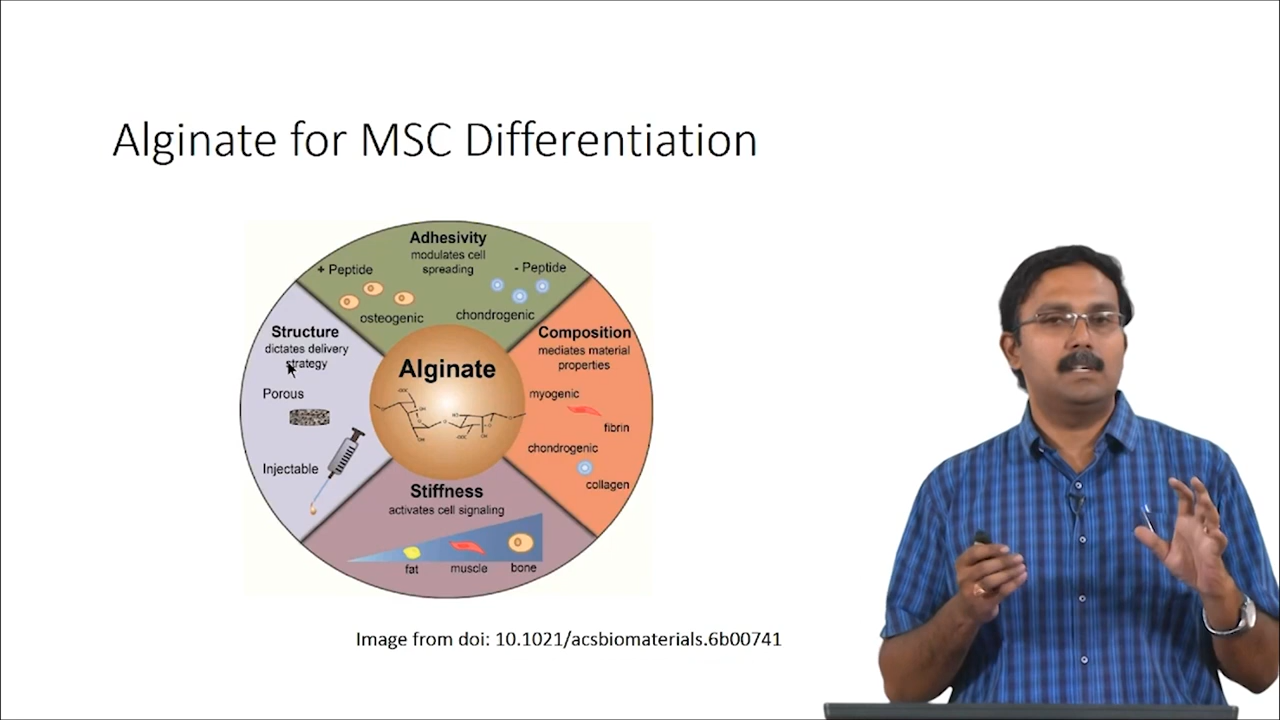 Alginate for MSC Differentiation
Adhesivity
modulates cell
spreading
+ Peptide
- Peptide
osteogenic
chondrogenic
Structure
dictates delivery
strategy
Porous
Injectable
Alginate
Composition
mediates material
properties
myogenic
fibrin
chondrogenic
collagen
Stiffness
activates cell signaling
fat
muscle
bone
Image from doi: 10.1021/acsbiomaterials.6b00741